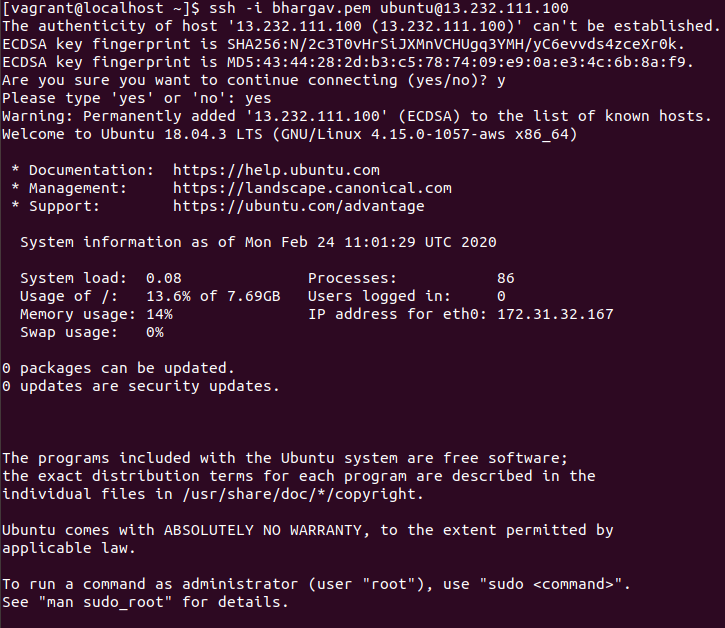 [vagrant@localhost ~]$ ssh -i bhargav.pem ubuntu@13.232.111.100
The authenticity of host '13.232.111.100 (13.232.111.100)' can't be established.
ECDSA key fingerprint is SHA256:N/2c3T0vHrSiJXMnVCHUgq3YMH/yC6evvds4zceXr0k.
ECDSA key fingerprint is MD5:43:44:28:2d:b3:c5:78:74:09:e9:0a:e3:4c:6b:8a:f9.
Are you sure you want to continue connecting (yes/no)? y
Please type 'yes' or 'no': yes
Warning: Permanently added '13.232.111.100' (ECDSA) to the list of known hosts.
Welcome to Ubuntu 18.04.3 LTS (GNU/Linux 4.15.0-1057-aws x86_64)
* Documentation:  https://help.ubuntu.com
* Management:     https://landscape.canonical.com
* Support:        https://ubuntu.com/advantage
System information as of Mon Feb 24 11:01:29 UTC 2020
System load:  0.08              Processes:           86
Usage of /:   13.6% of 7.69GB   Users logged in:     0
Memory usage: 14%               IP address for eth0: 172.31.32.167
Swap usage:   0%
0 packages can be updated.
0 updates are security updates.
The programs included with the Ubuntu system are free software;
the exact distribution terms for each program are described in the
individual files in /usr/share/doc/*/copyright.
Ubuntu comes with ABSOLUTELY NO WARRANTY, to the extent permitted by
applicable law.
To run a command as administrator (user "root"), use "sudo <command>".
See "man sudo_root" for details.